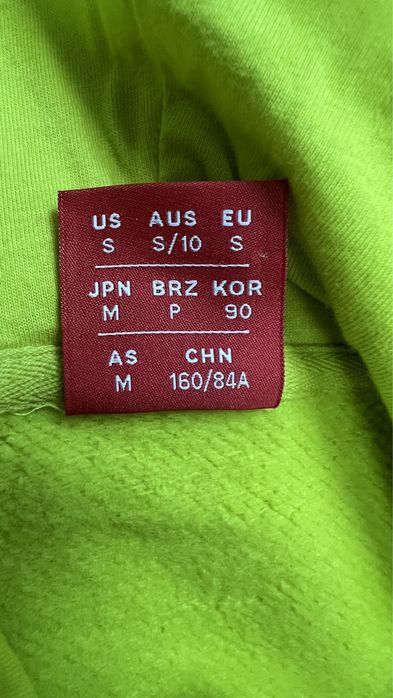 US AUS EU
S S/10 S
JPN BRZ KOR
M P 90
AS CHN
M 160/84A